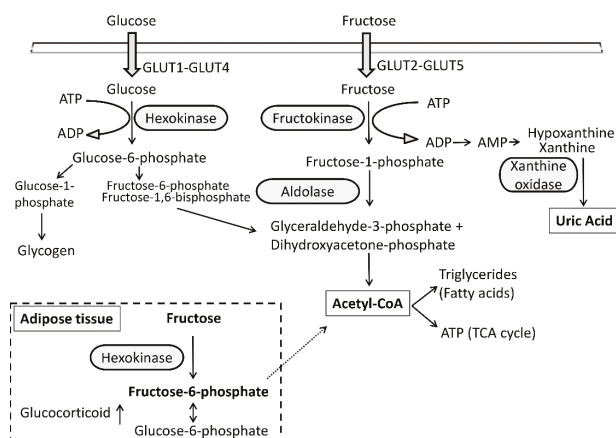 Glucose
Fructose
GLUT1-GLUT4
GLUT2-GLUT5
Glucose
Fructose
ATP
Hexokinase
Fructokinase
ATP
ADP
ADP
AMP
Hypoxanthine
Xanthine
Glucose-6-phosphate
Fructose-1-phosphate
Xanthine
oxidase
Glucose-1-
phosphate
Fructose-6-phosphate
Fructose-1,6-bisphosphate
Aldolase
Uric Acid
Glycogen
Glyceraldehyde-3-phosphate +
Dihydroxyacetone-phosphate
Acetyl-CoA
Triglycerides
(Fatty acids)
ATP (TCA cycle)
Adipose tissue
Fructose
Hexokinase
Fructose-6-phosphate
Glucocorticoid
Glucose-6-phosphate